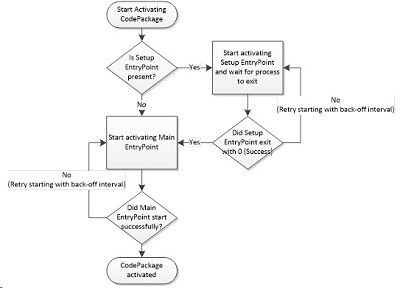 Start Activating
CodePackage
Is Setup
EntryPoint
present?
Yes
Start activating
Setup EntryPoint
and wait for process
to exit
No
(Retry starting with back-off interval)
No
Did Setup
EntryPoint exit
with 0 (Success)
Yes
Start activating Main
EntryPoint
No
(Retry starting with back-off interval)
Did Main
EntryPoint start
successfully?
CodePackage
activated